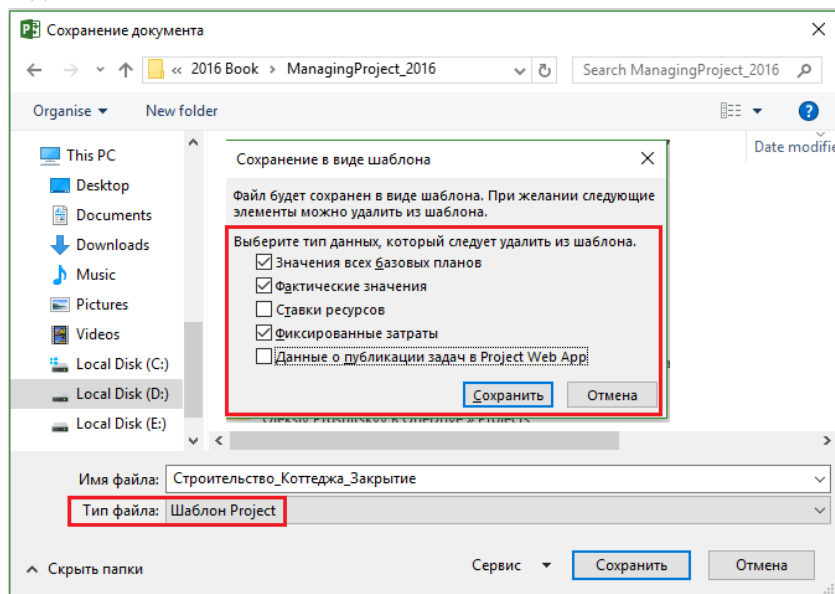 Сохранение документа
« 2016 Book > ManagingProject_2016
Search ManagingProject_2016
Organise
New folder
This PC
Desktop
Documents
Downloads
Music
Pictures
Videos
Local Disk (C:)
Local Disk (D:)
Local Disk (E:)
Date modifie
Сохранение в виде шаблона
Файл будет сохранен в виде шаблона. При желании следующие
элементы можно удалить из шаблона.
Выберите тип данных, который следует удалить из шаблона.
Значения всех базовых планов
Фактические значения
Ставки ресурсов
Фиксированные затраты
Данные о публикации задач в Project Web App
Сохранить
Отмена
Имя файла: Строительство_Коттеджа_Закрытие
Тип файла: Шаблон Project
Скрыть папки
Сервис
Сохранить
Отмена